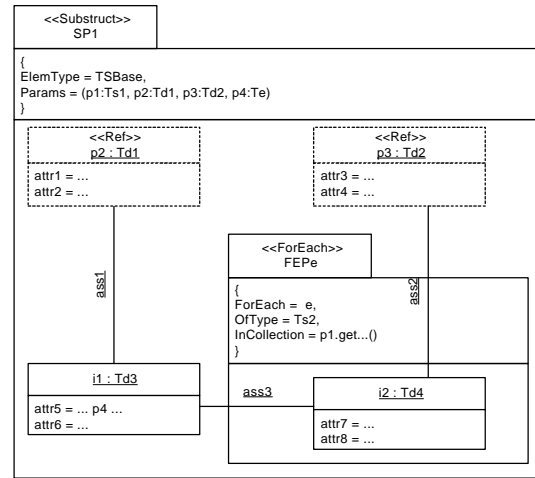 <<Substruct>>
SP1
{
ElemType = TSBase,
Params = (p1:Ts1, p2:Td1, p3:Td2, p4:Te)
}
<<Ref>>
p2 : Td1
attr1 = ...
attr2 = ...
<<Ref>>
p3 : Td2
attr3 = ...
attr4 = ...
ass1
<<ForEach>>
FEPe
ass2
{
ForEach =  e,
OfType = Ts2,
InCollection = p1.get...()
}
i1 : Td3
attr5 = ... p4 ...
attr6 = ...
ass3
i2 : Td4
attr7 = ...
attr8 = ...